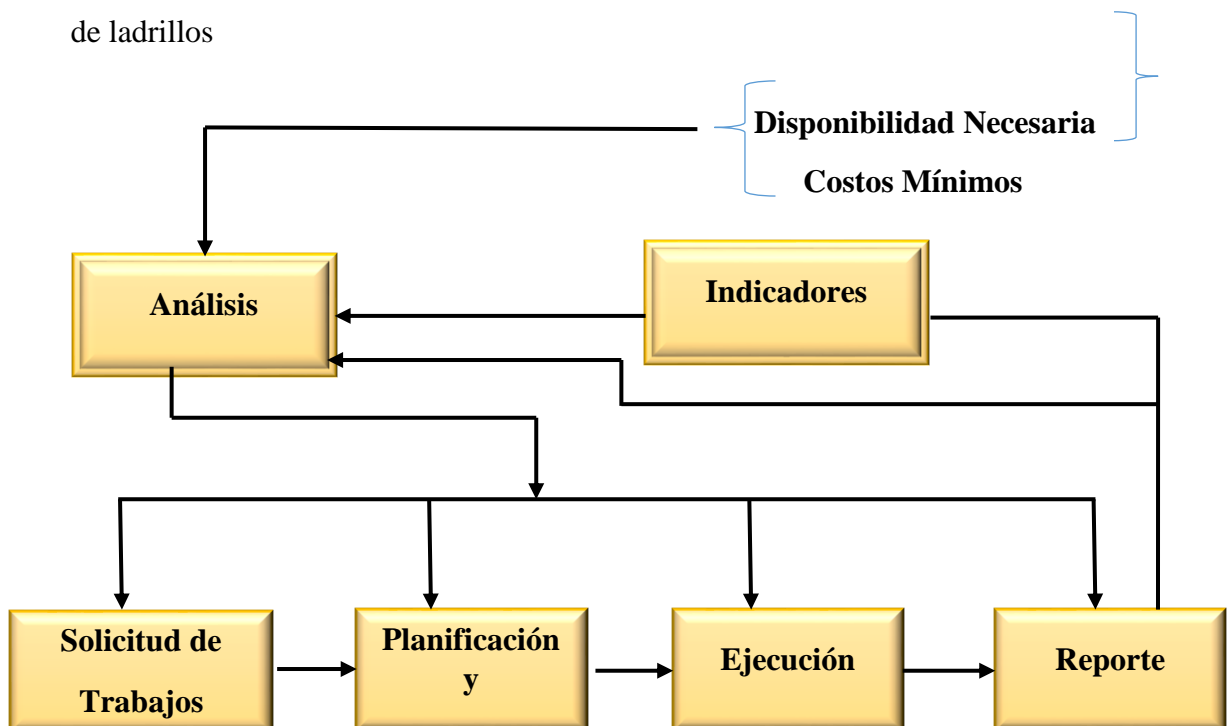 de ladrillos
Disponibilidad Necesaria
Costos Mínimos
Análisis
Indicadores
Solicitud de
Trabajos
Planificación
y
Ejecución
Reporte